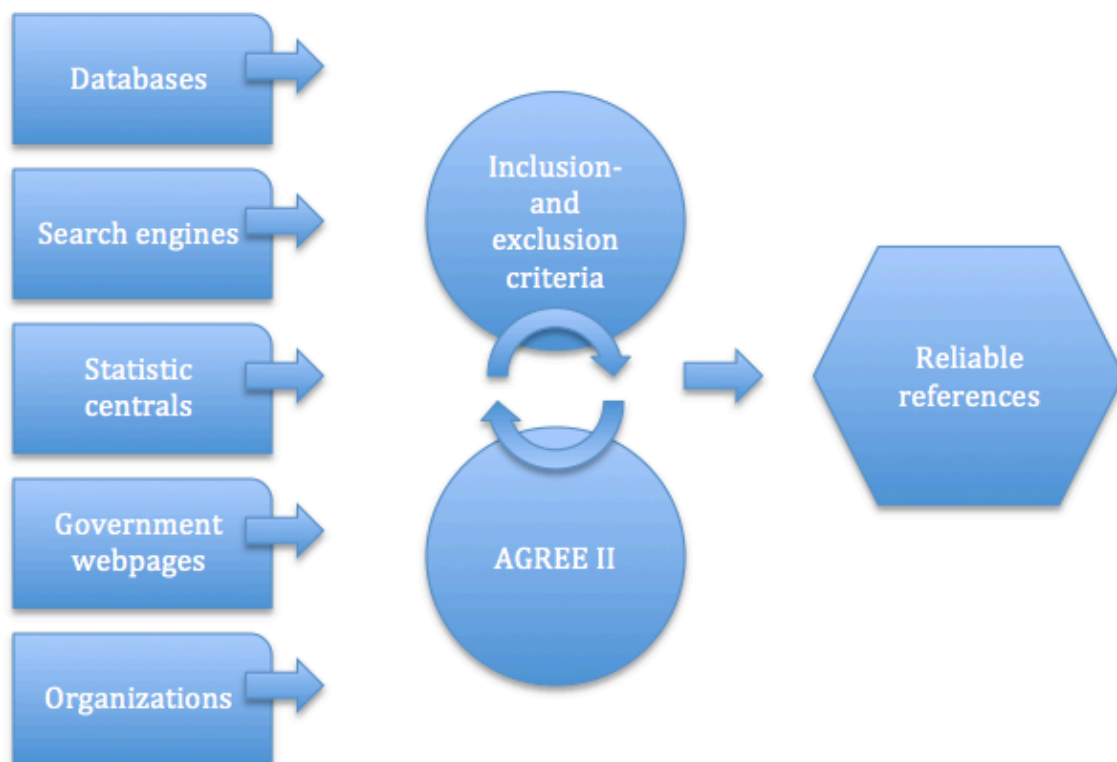 Databases
Search engines
Statistic
centrals
Government
webpages
Organizations
Inclusion-
and
exclusion
criteria
AGREE II
Reliable
references